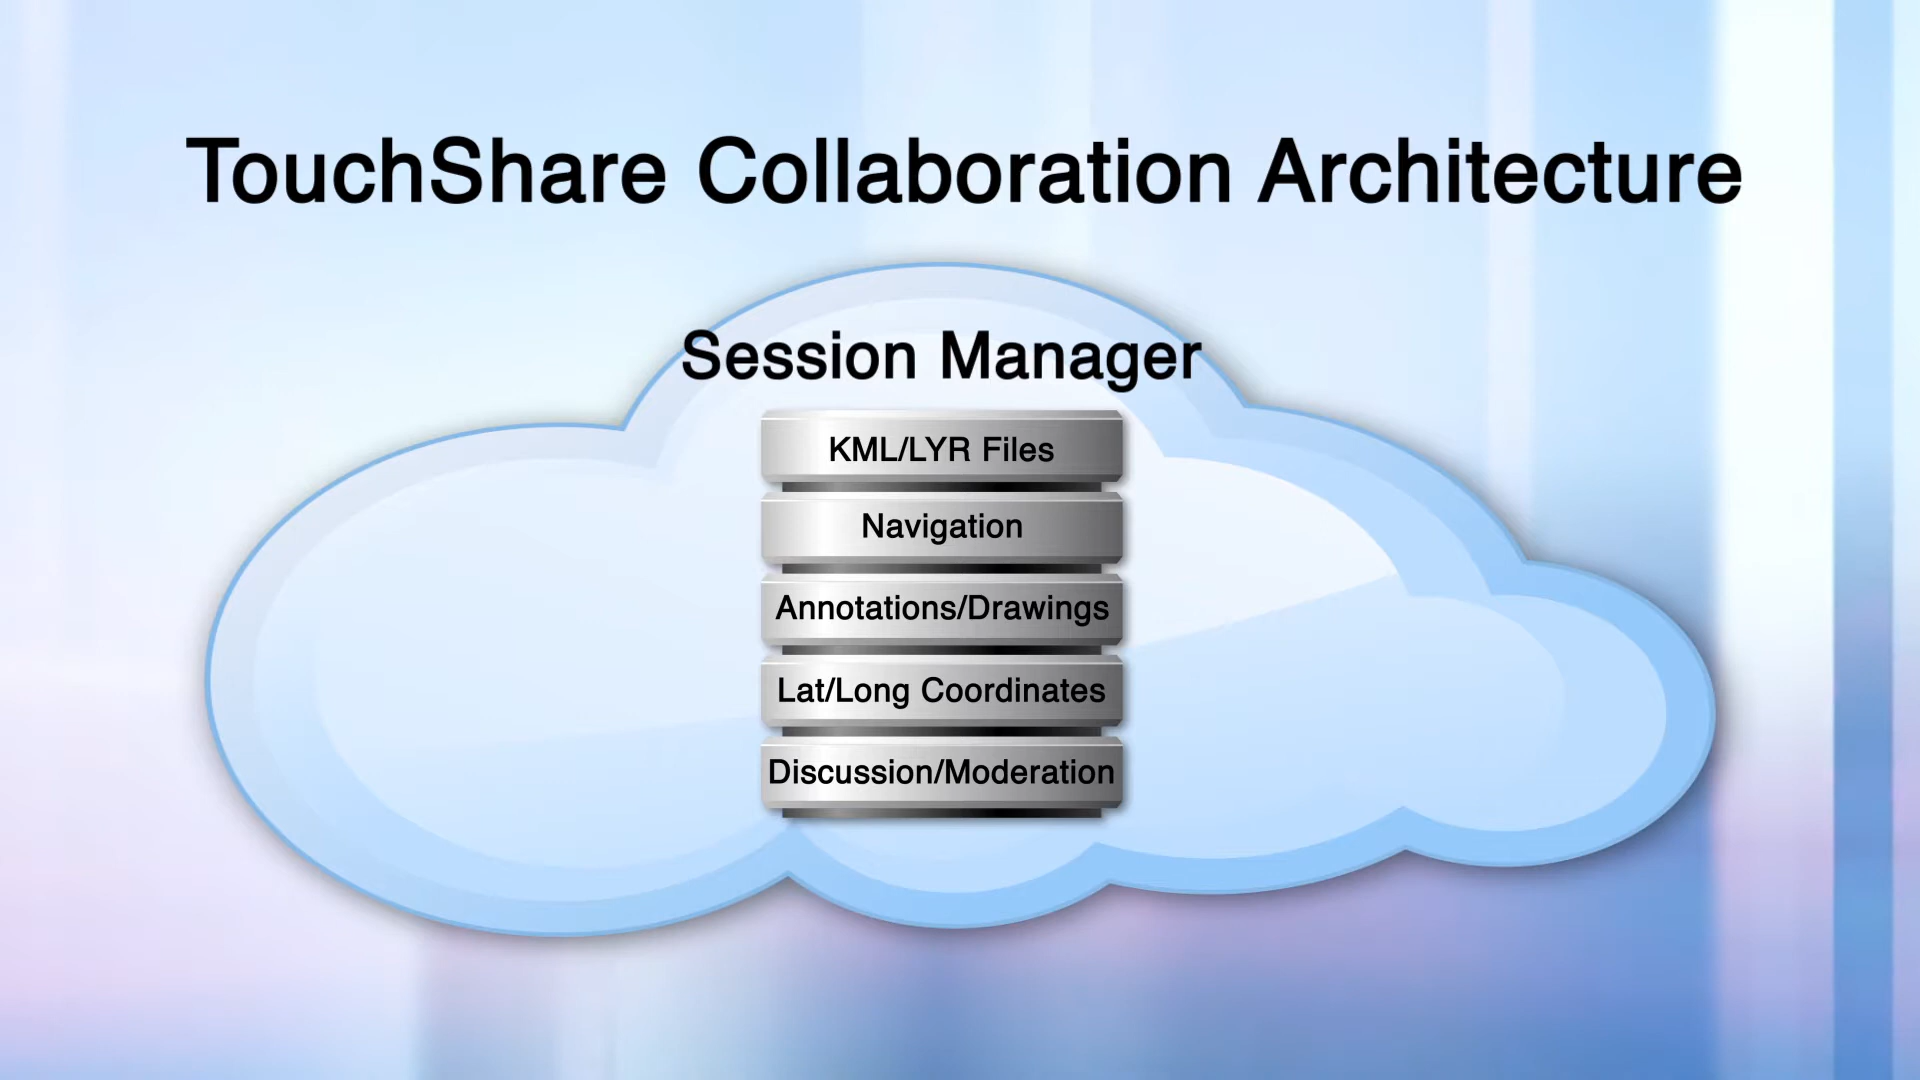 TouchShare Collaboration Architecture
Session Manager
KML/LYR Files
Navigation
Annotations/Drawings
Lat/Long Coordinates
Discussion/Moderation